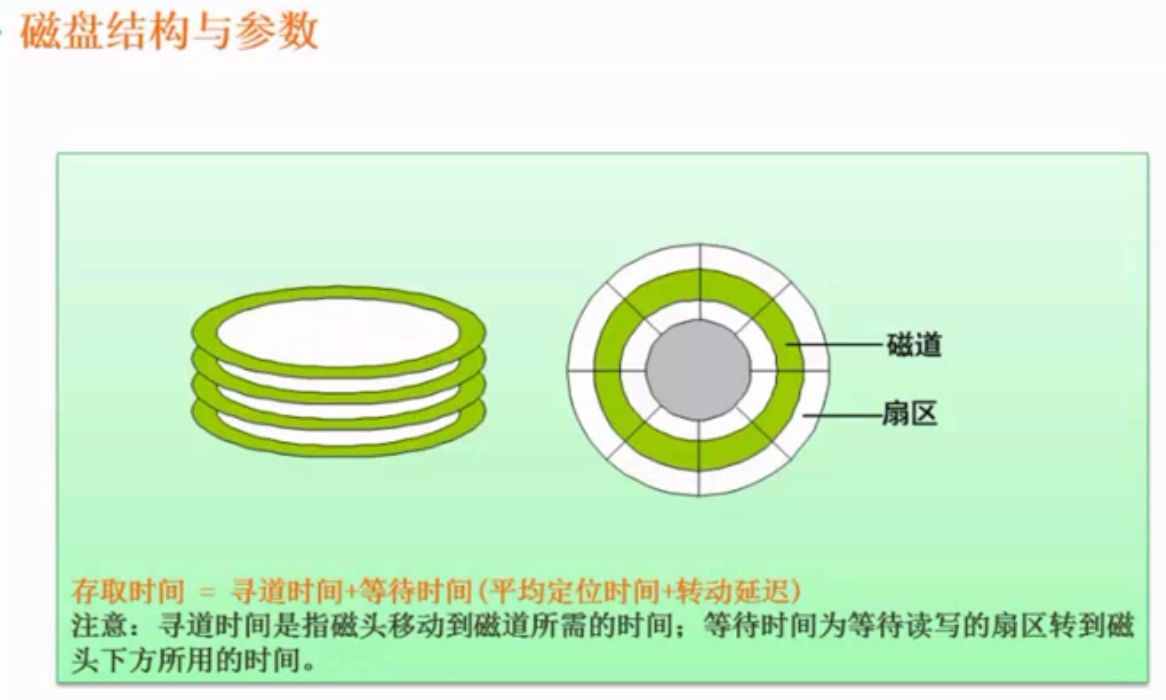 磁盘结构与参数
磁道
扇区
存取时间 = 寻道时间+等待时间(平均定位时间+转动延迟)
注意：寻道时间是指磁头移动到磁道所需的时间；等待时间为等待读写的扇区转到磁
头下方所用的时间。